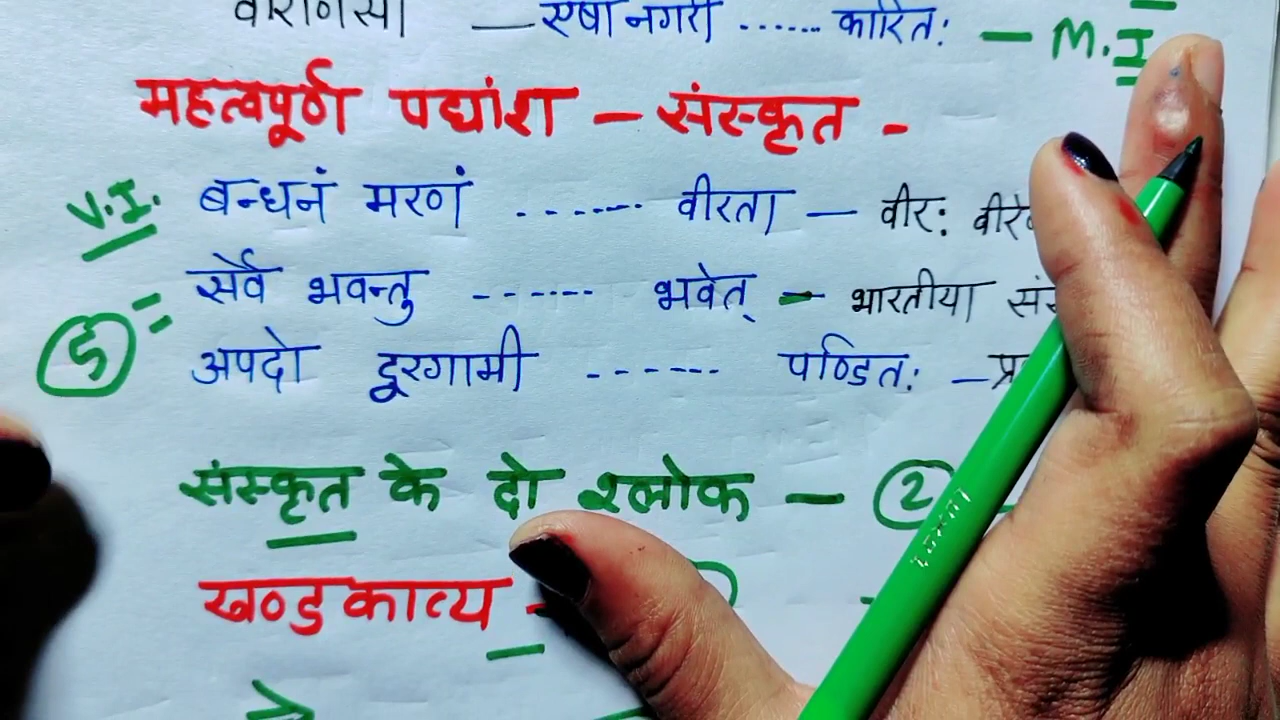 वाराणसी — एषा नगरी ....... कारितः — M.I
महत्वपूर्ण पद्यांश – संस्कृत -
V.I. बन्धनं मरणं ....... वीरता — वीरः
सर्वे भवन्तु ------ भवेत् — भारतीया
5 अपदो दूरगामी ------ पण्डितः —
संस्कृत के दो श्लोक — 2
खण्डकाव्य -